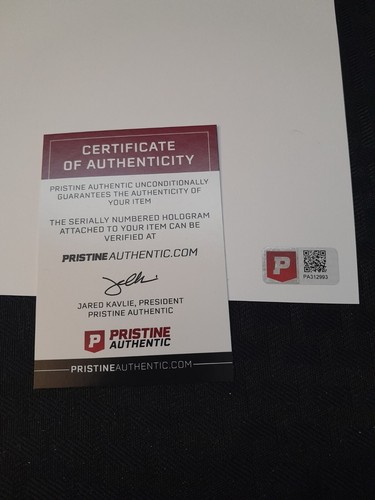 CERTIFICATE
OF AUTHENTICITY
PRISTINE AUTHENTIC UNCONDITIONALLY
GUARANTEES THE AUTHENTICITY OF
YOUR ITEM
THE SERIALLY NUMBERED HOLOGRAM
ATTACHED TO YOUR ITEM CAN BE
VERIFIED AT
PRISTINEAUTHENTIC.COM
JARED KAVLIE, PRESIDENT
PRISTINE AUTHENTIC
P PRISTINE
AUTHENTIC
PRISTINEAUTHENTIC.COM
P
PA312993